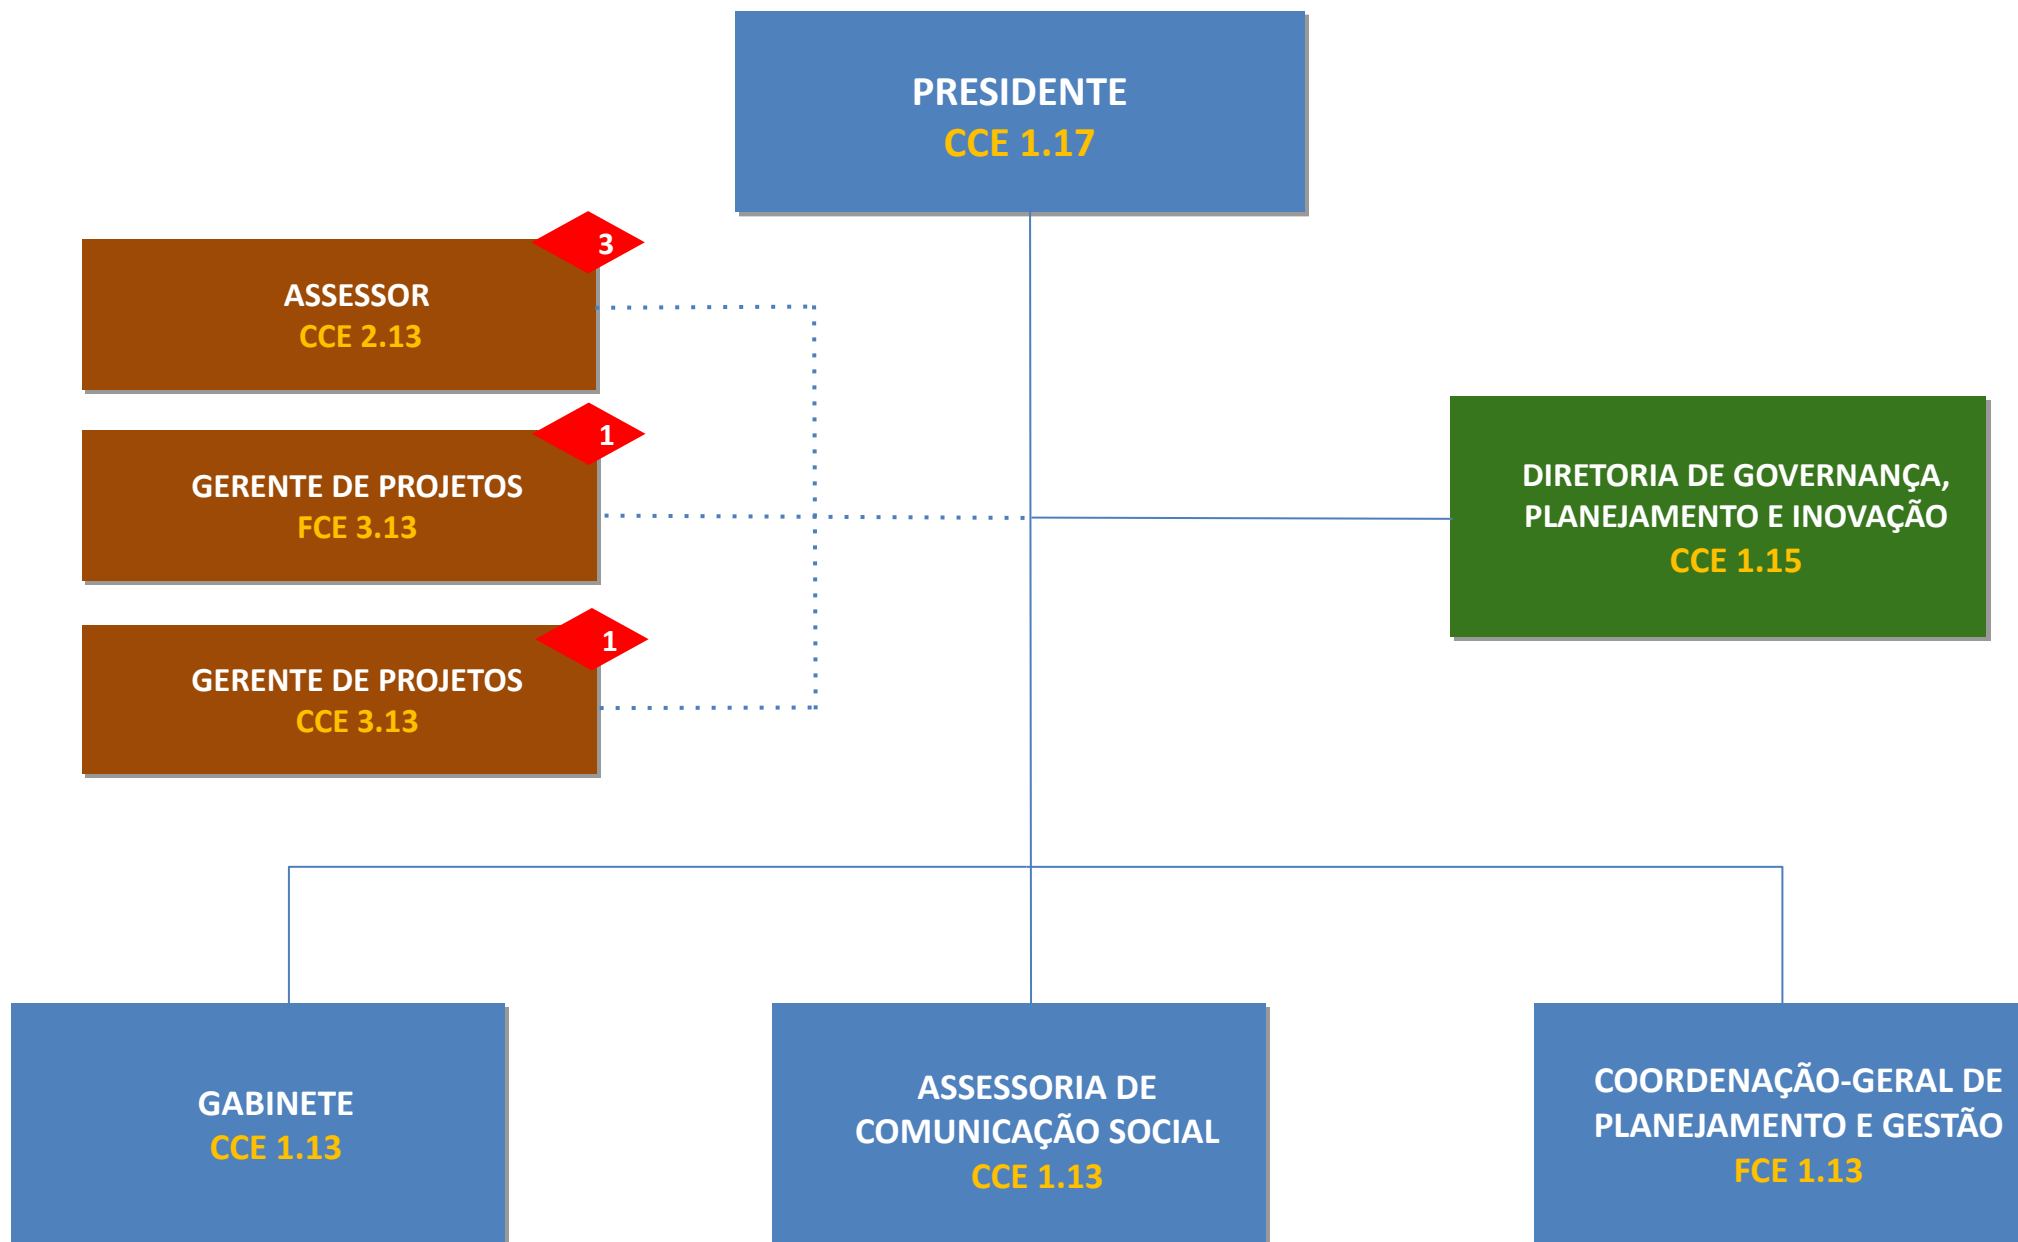 PRESIDENTE
CCE 1.17
3
ASSESSOR
CCE 2.13
1
GERENTE DE PROJETOS
FCE 3.13
1
GERENTE DE PROJETOS
CCE 3.13
DIRETORIA DE GOVERNANÇA,
PLANEJAMENTO E INOVAÇÃO
CCE 1.15
GABINETE
CCE 1.13
ASSESSORIA DE
COMUNICAÇÃO SOCIAL
CCE 1.13
COORDENAÇÃO-GERAL DE
PLANEJAMENTO E GESTÃO
FCE 1.13